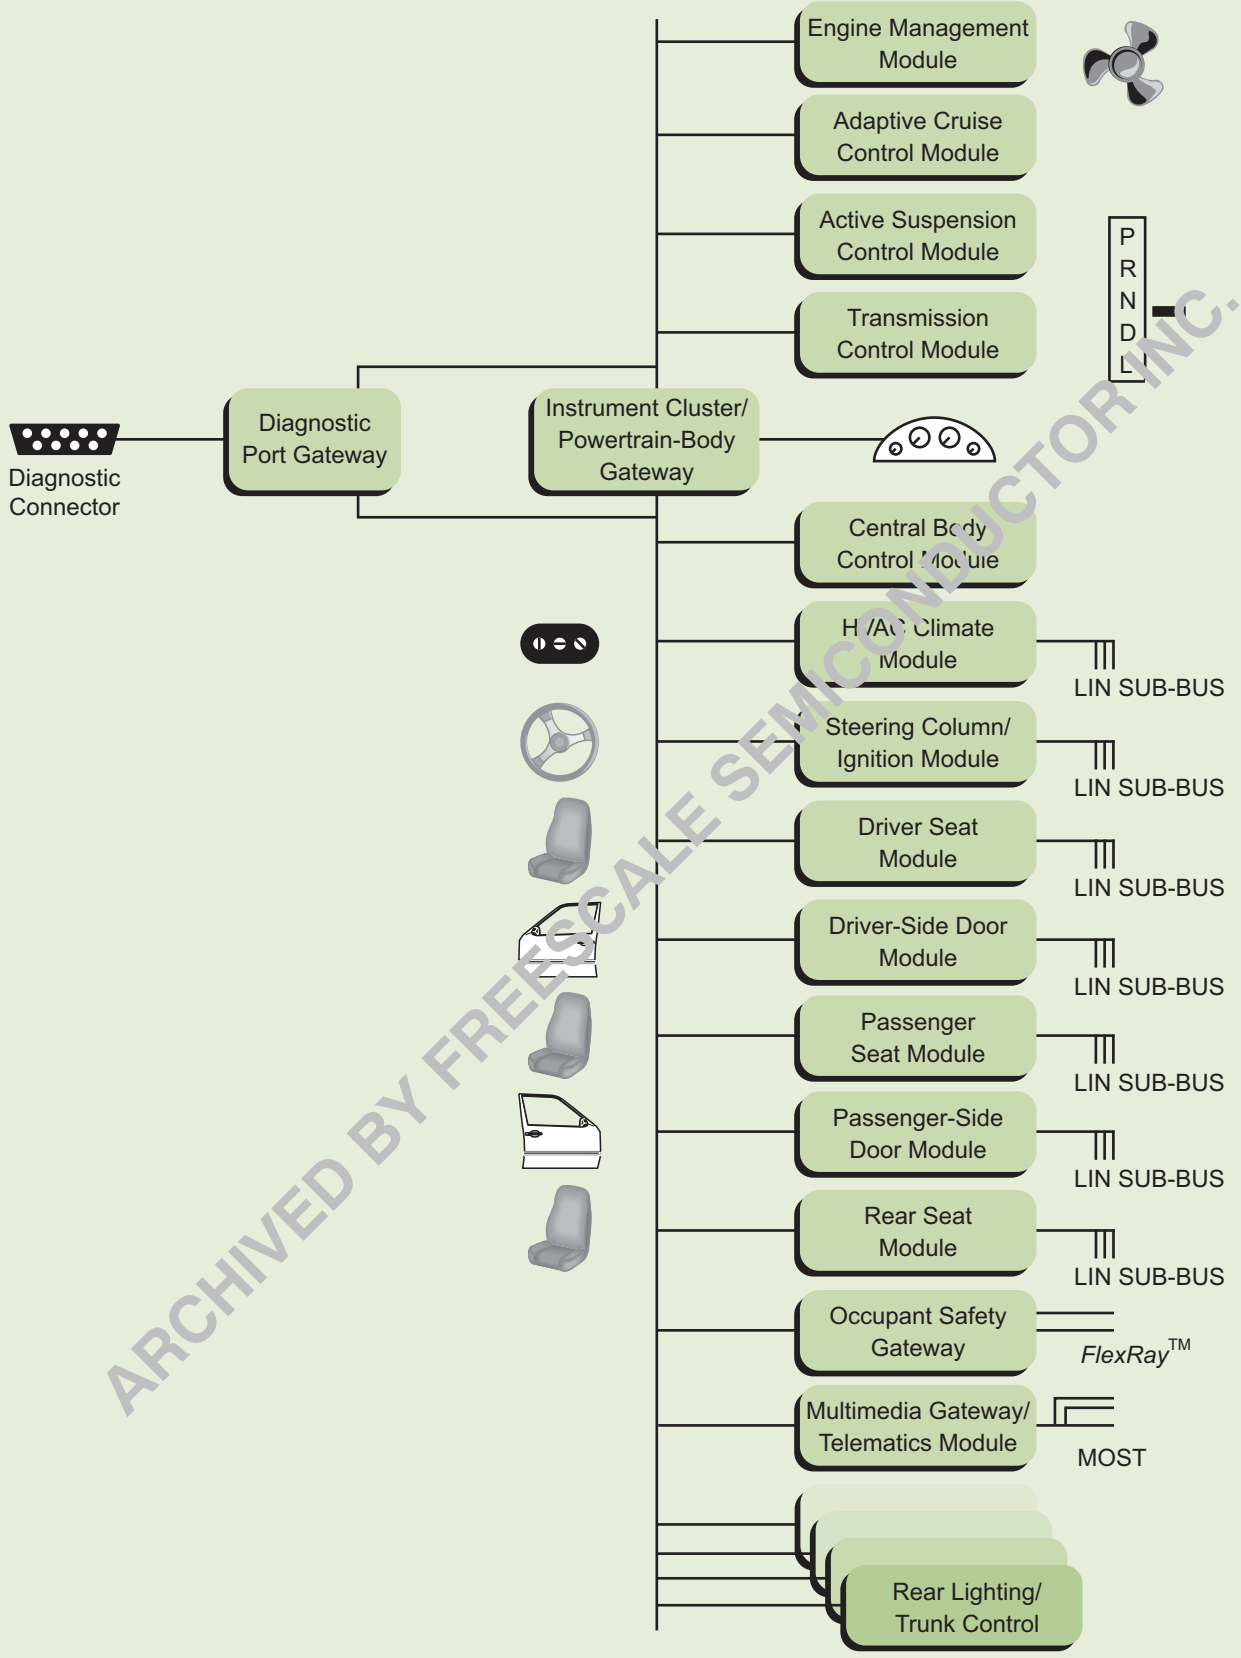 Engine Management
Module
Adaptive Cruise
Control Module
Active Suspension
Control Module
P
R
N
D
L
Transmission
Control Module
Diagnostic
Port Gateway
Instrument Cluster/
Powertrain-Body
Gateway
Diagnostic
Connector
Central Body
Control Module
HVAC Climate
Module
LIN SUB-BUS
Steering Column/
Ignition Module
LIN SUB-BUS
Driver Seat
Module
LIN SUB-BUS
Driver-Side Door
Module
LIN SUB-BUS
Passenger
Seat Module
LIN SUB-BUS
Passenger-Side
Door Module
LIN SUB-BUS
Rear Seat
Module
LIN SUB-BUS
Occupant Safety
Gateway
FlexRay™
Multimedia Gateway/
Telematics Module
MOST
Rear Lighting/
Trunk Control
ARCHIVED BY FREESCALE SEMICONDUCTOR INC.